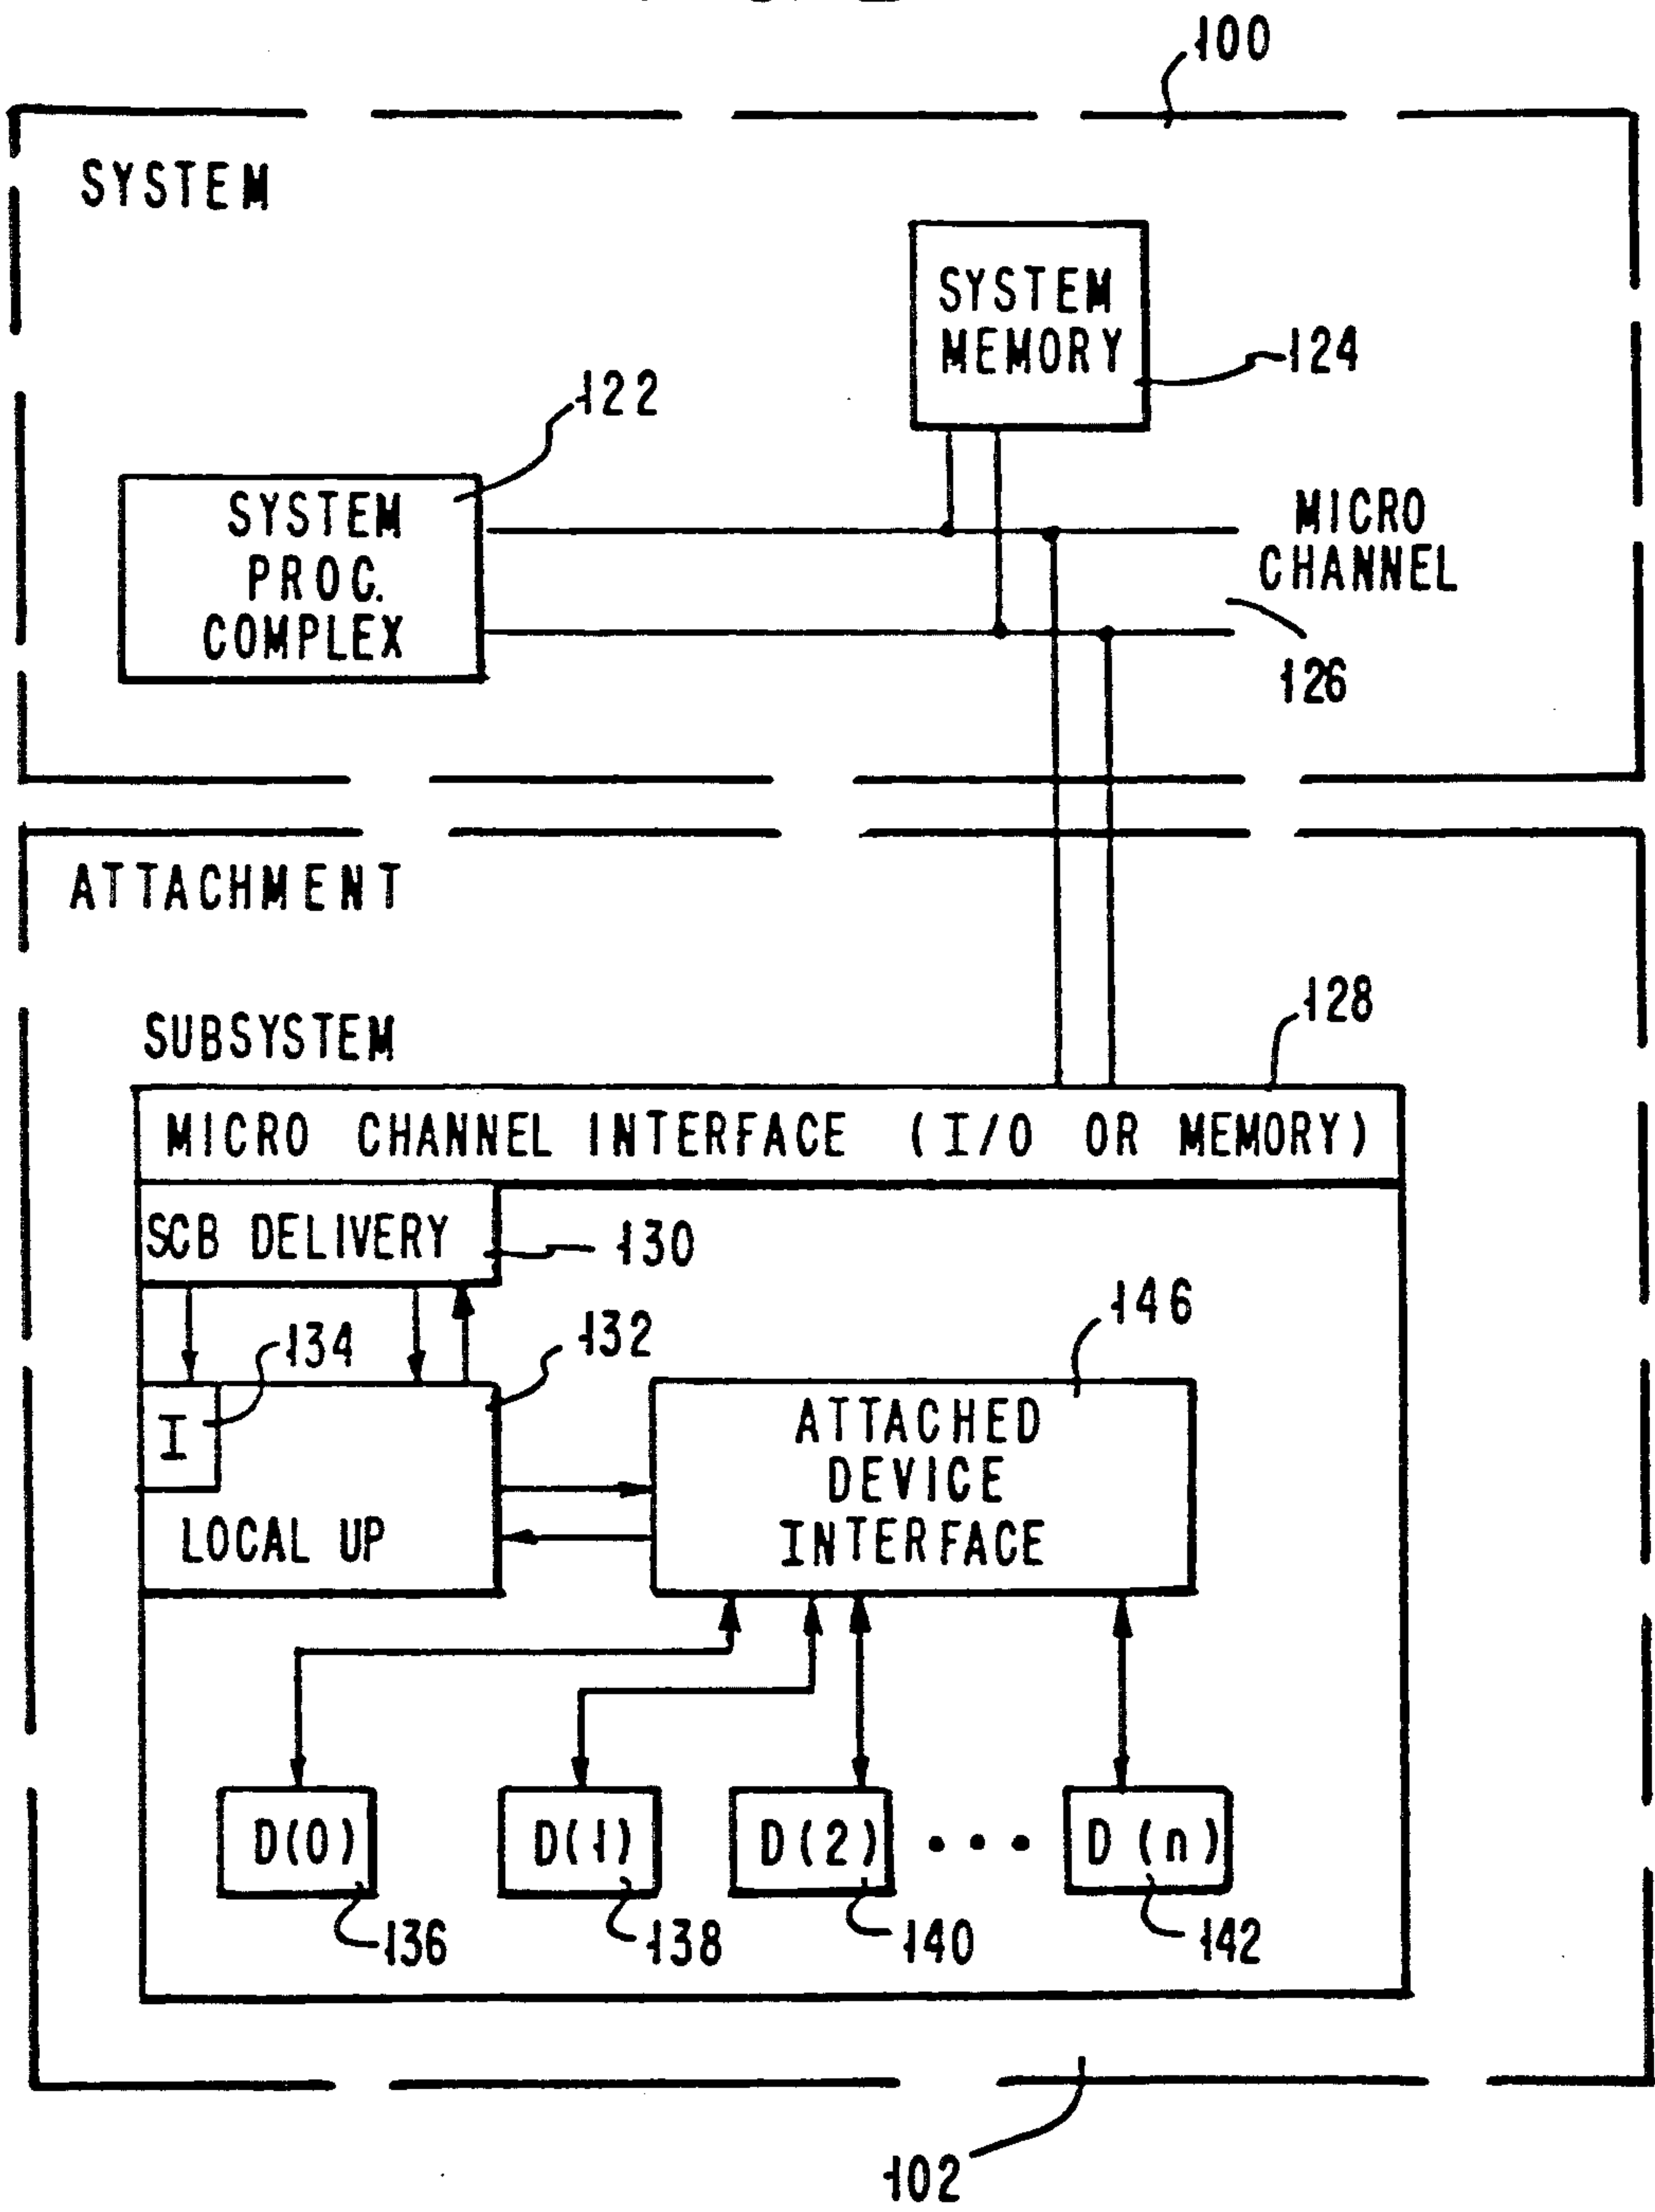 100
SYSTEM
SYSTEM
MEMORY
124
122
SYSTEM
PROC.
COMPLEX
MICRO
CHANNEL
126
ATTACHMENT
SUBSYSTEM
128
MICRO CHANNEL INTERFACE (I/O OR MEMORY)
SCB DELIVERY
130
134
132
146
I
LOCAL UP
ATTACHED
DEVICE
INTERFACE
D(0)
D(1)
D(2)
• • •
D(n)
136
138
140
142
102